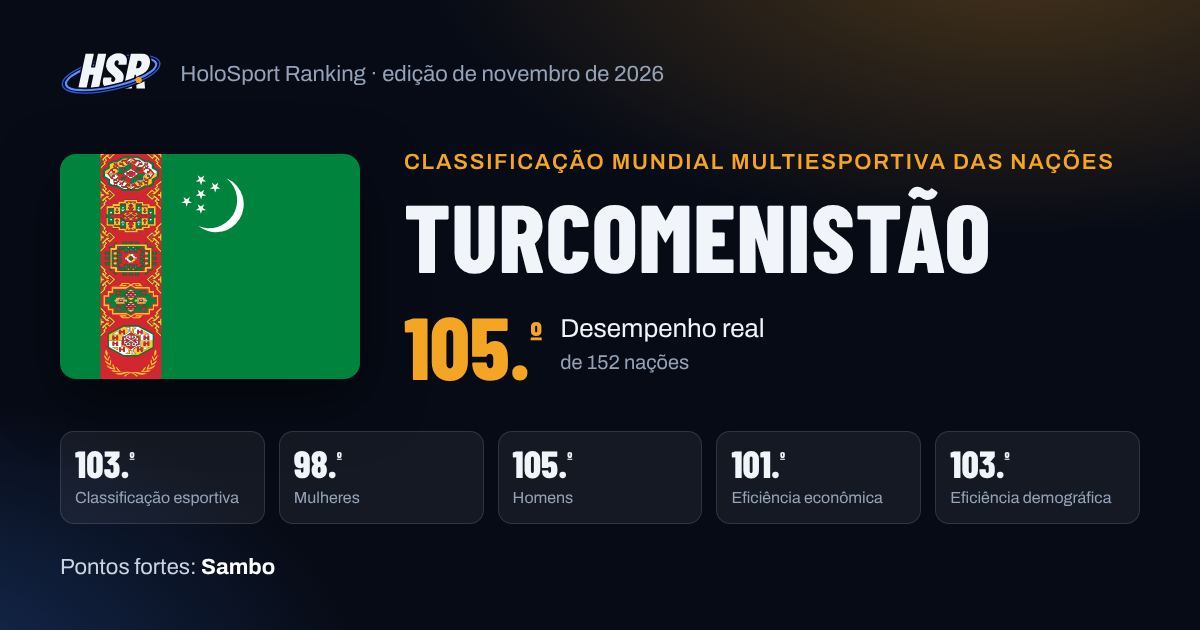 HSR
HoloSport Ranking · edição de novembro de 2026
CLASSIFICAÇÃO MUNDIAL MULTIESPORTIVA DAS NAÇÕES
TURCOMENISTÃO
105.º
Desempenho real
de 152 nações
103.º
Classificação esportiva
98.º
Mulheres
105.º
Homens
101.º
Eficiência econômica
103.º
Eficiência demográfica
Pontos fortes: Sambo